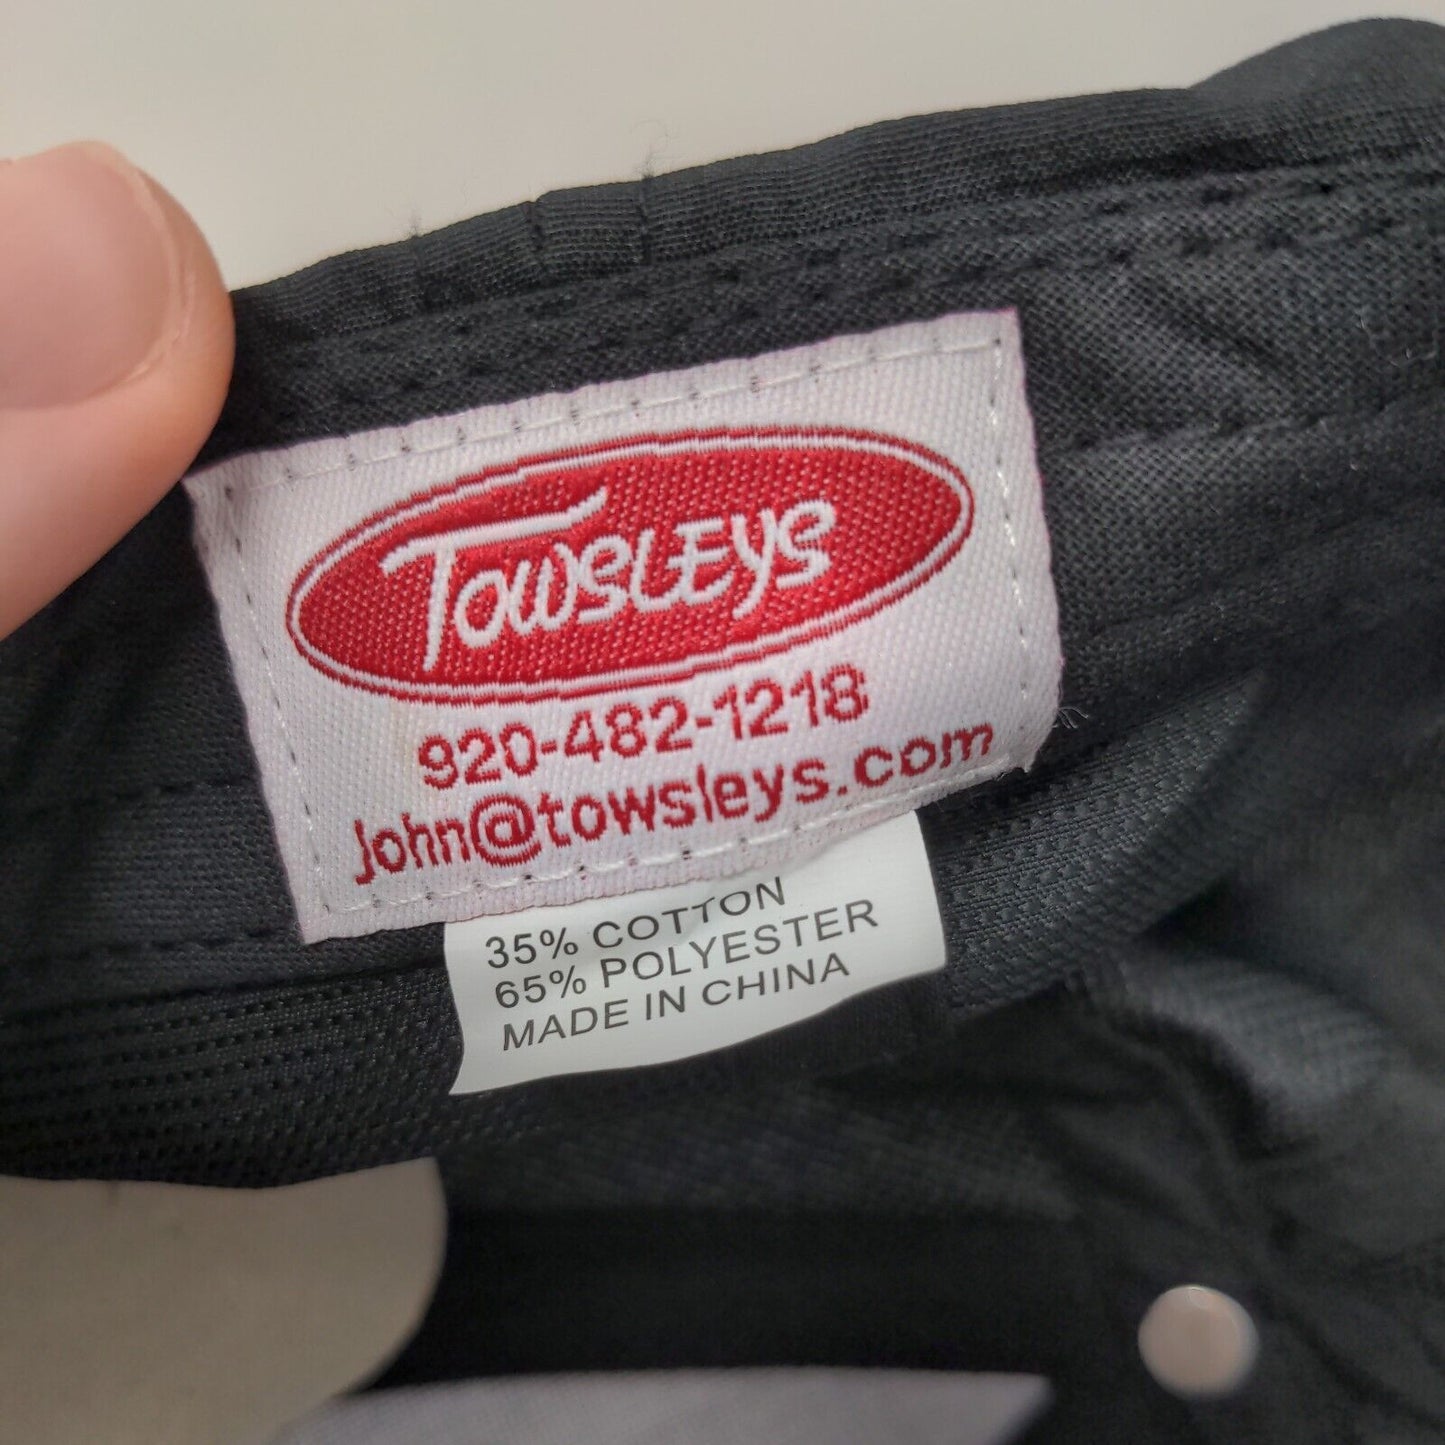 TOWSLEYS
920-482-1218
John@towsleys.com
35% COTTON
65% POLYESTER
MADE IN CHINA